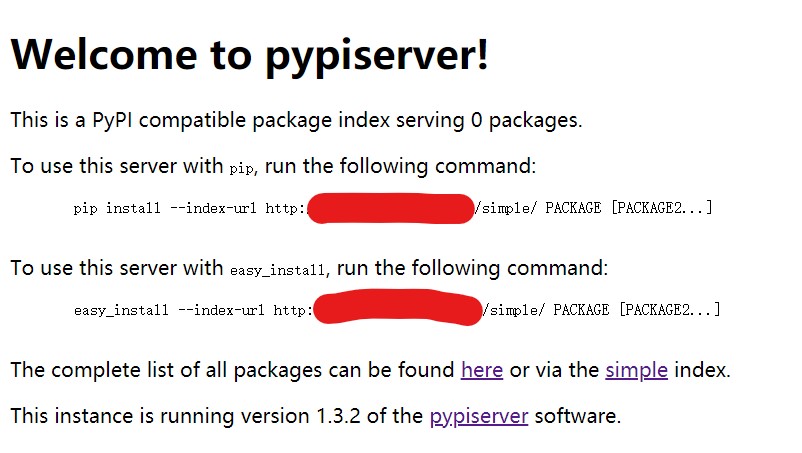 Welcome to pypiserver!
This is a PyPI compatible package index serving 0 packages.
To use this server with pip, run the following command:
pip install --index-url http: /simple/ PACKAGE [PACKAGE2...]
To use this server with easy_install, run the following command:
easy_install --index-url http: /simple/ PACKAGE [PACKAGE2...]
The complete list of all packages can be found here or via the simple index.
This instance is running version 1.3.2 of the pypiserver software.